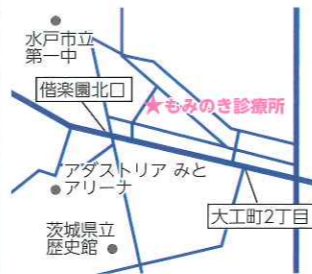 水戸市立
第一中
偕楽園北口
★もみのき診療所
アダストリア みと
アリーナ
大工町2丁目
茨城県立
歴史館